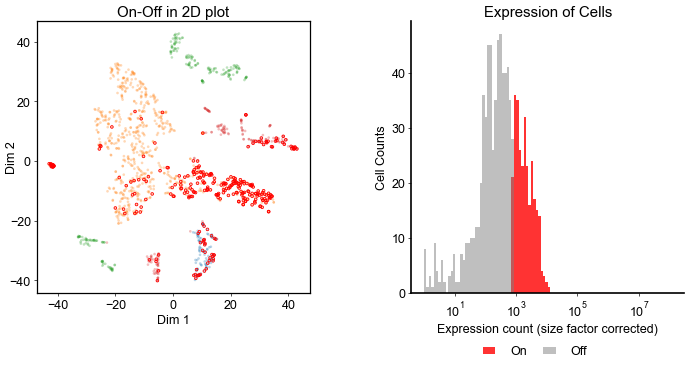 On-Off in 2D plot
Expression of Cells
40
20
0
−20
−40
Dim 2
−40 −20 0 20 40
Dim 1
40
30
20
10
0
Cell Counts
10^1 10^3 10^5 10^7
Expression count (size factor corrected)
On Off